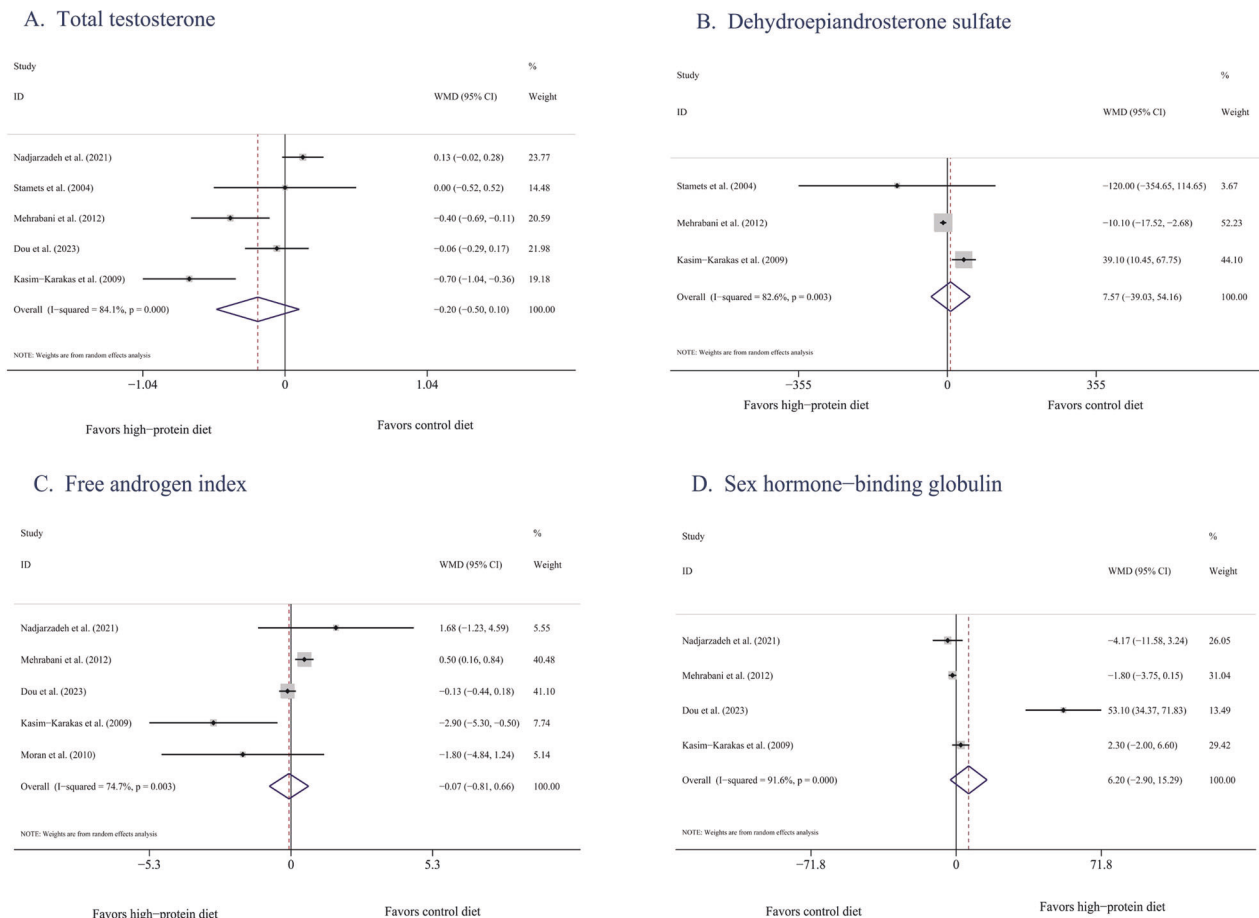 A. Total testosterone
Study %
ID WMD (95% CI) Weight
Nadjarzadeh et al. (2021) 0.13 (−0.02, 0.28) 23.77
Stamets et al. (2004) 0.00 (−0.52, 0.52) 14.48
Mehrabani et al. (2012) −0.40 (−0.69, −0.11) 20.59
Dou et al. (2023) −0.06 (−0.29, 0.17) 21.98
Kasim−Karakas et al. (2009) −0.70 (−1.04, −0.36) 19.18
Overall (I−squared = 84.1%, p = 0.000) −0.20 (−0.50, 0.10) 100.00
NOTE: Weights are from random effects analysis
−1.04 0 1.04
Favors high−protein diet Favors control diet
B. Dehydroepiandrosterone sulfate
Study %
ID WMD (95% CI) Weight
Stamets et al. (2004) −120.00 (−354.65, 114.65) 3.67
Mehrabani et al. (2012) −10.10 (−17.52, −2.68) 52.23
Kasim−Karakas et al. (2009) 39.10 (10.45, 67.75) 44.10
Overall (I−squared = 82.6%, p = 0.003) 7.57 (−39.03, 54.16) 100.00
NOTE: Weights are from random effects analysis
−355 0 355
Favors high−protein diet Favors control diet
C. Free androgen index
Study %
ID WMD (95% CI) Weight
Nadjarzadeh et al. (2021) 1.68 (−1.23, 4.59) 5.55
Mehrabani et al. (2012) 0.50 (0.16, 0.84) 40.48
Dou et al. (2023) −0.13 (−0.44, 0.18) 41.10
Kasim−Karakas et al. (2009) −2.90 (−5.30, −0.50) 7.74
Moran et al. (2010) −1.80 (−4.84, 1.24) 5.14
Overall (I−squared = 74.7%, p = 0.003) −0.07 (−0.81, 0.66) 100.00
NOTE: Weights are from random effects analysis
−5.3 0 5.3
Favors high−protein diet Favors control diet
D. Sex hormone−binding globulin
Study %
ID WMD (95% CI) Weight
Nadjarzadeh et al. (2021) −4.17 (−11.58, 3.24) 26.05
Mehrabani et al. (2012) −1.80 (−3.75, 0.15) 31.04
Dou et al. (2023) 53.10 (34.37, 71.83) 13.49
Kasim−Karakas et al. (2009) 2.30 (−2.00, 6.60) 29.42
Overall (I−squared = 91.6%, p = 0.000) 6.20 (−2.90, 15.29) 100.00
NOTE: Weights are from random effects analysis
−71.8 0 71.8
Favors control diet Favors high−protein diet